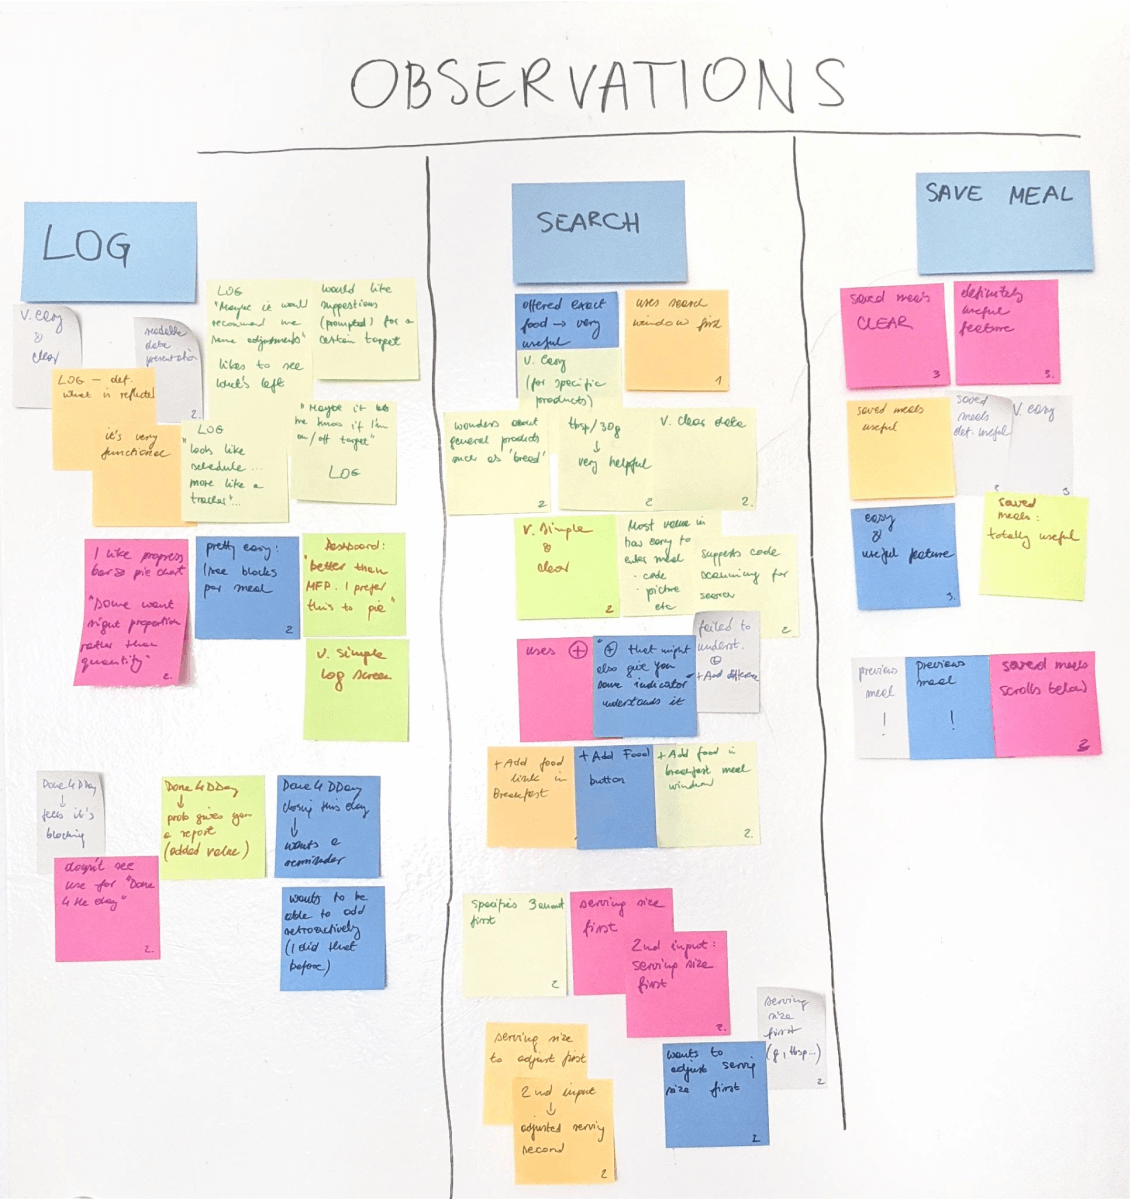 OBSERVATIONS
LOG
V. easy
&
clear
readable
data
presentation
2.
LOG
"Maybe it would
recommend me
some adjustments"
likes to see
what's left
would like
suggestions
(prompted) for a
certain target
LOG - def.
what is
it's very
functional
LOG
"looks like
schedule...
more like a
tracker"...
"Maybe it lets
me know if I'm
on/off target"
LOG
I like progress
bar & pie chart
"Some want
right proportion
rather than
quantity"
2.
pretty easy:
I see blocks
per meal
2
Dashboard:
"better than
MFP. I prefer
this to pie"
v. simple
log screen
Done 4 DDay
↓
feels it's
blocking
doesn't see
use for "Done
4 the day"
2.
Done 4 DDay
↓
prob gives you
a report
(added value)
Done 4 DDay
closing this day
↓
wants a
reminder
wants to be
able to add
retroactively
(I did that
before)
SEARCH
offered exact
food → very
useful
uses search
window first
1
V. easy
(for specific
products)
wonders about
general products
such as 'bread'
2
tbsp/30g
↓
very helpful
2
V. clear data
2.
V. simple
&
clear
2
Most value in
how easy to
enter meal
· code
· picture
etc
suggests code
scanning for
search
2
uses ⊕
"⊕ that might
also give you
some indicator
understands it
failed to
underst.
⊕
+Add difference
+Add food
link in
Breakfast
+Add Food
button
+Add food in
breakfast meal
window
2.
specifies amount
first
2
serving size
first
2nd input:
serving size
first
2.
serving size
to adjust first
2nd input
↓
adjusted serving
second
2
wants to
adjust serving
size first
2
serving
size
first
(g, tbsp...)
2
SAVE MEAL
saved meals
CLEAR
3
definitely
useful
feature
3.
saved meals
useful
saved
meals
def. useful
V. easy
3
easy
&
useful feature
3.
saved
meals:
totally useful
previous
meal
!
previous
meal
!
saved meals
scrolls below
2